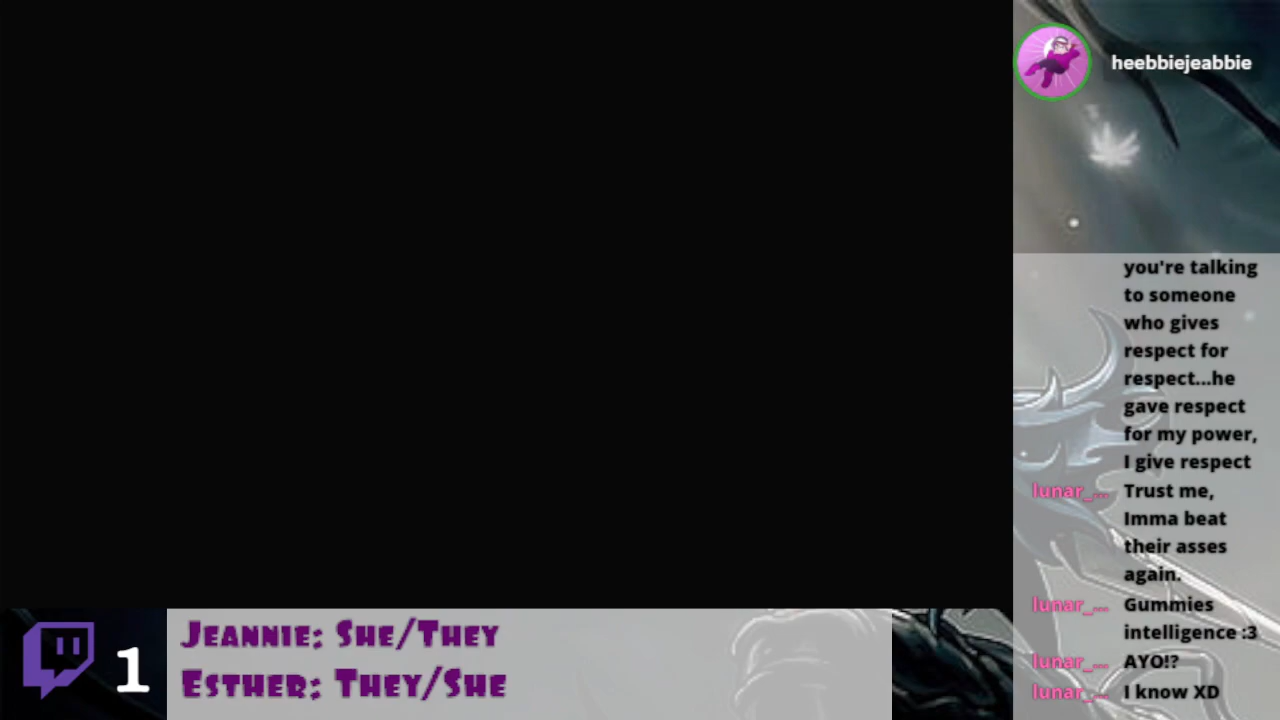 heebbiejeabbie
you're talking
to someone
who gives
respect for
respect...he
gave respect
for my power,
I give respect
lunar_... Trust me,
Imma beat
their asses
again.
lunar_... Gummies
intelligence :3
lunar_... AYO!?
lunar_... I know XD
1
Jeannie: She/They
Esther: They/She